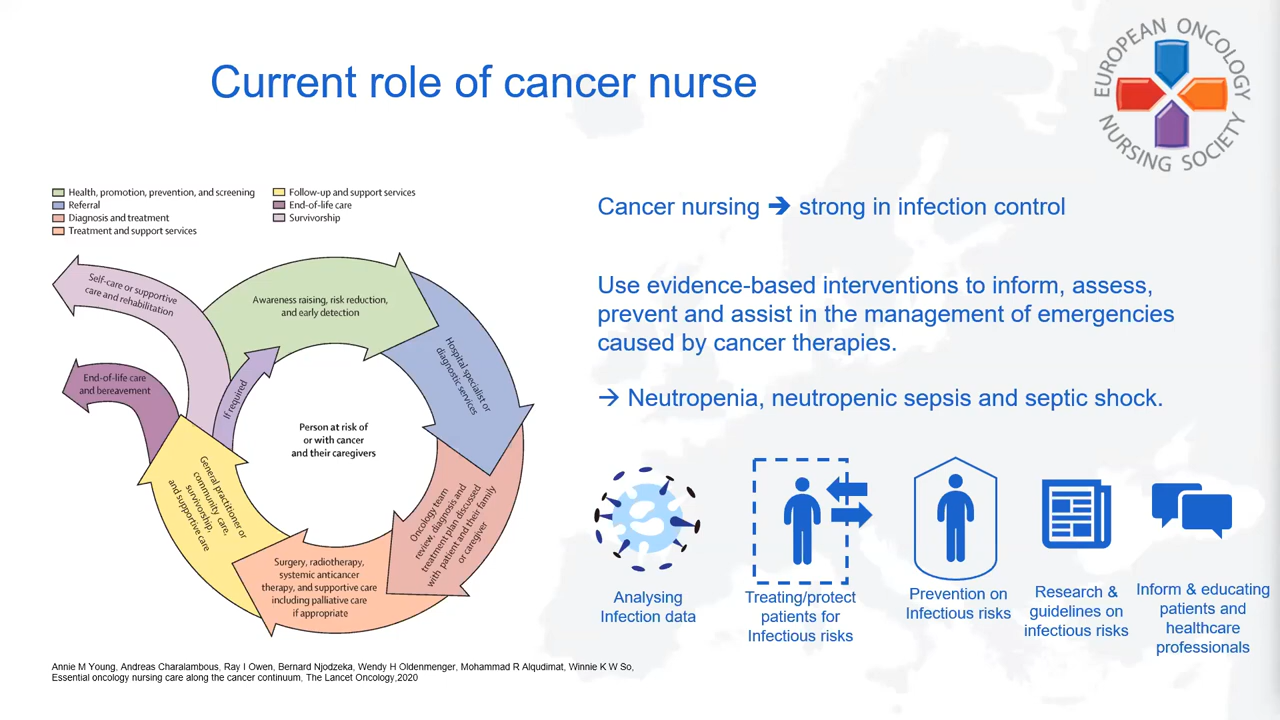 Current role of cancer nurse
EUROPEAN ONCOLOGY
NURSING SOCIETY
Health, promotion, prevention, and screening
Referral
Diagnosis and treatment
Treatment and support services
Follow-up and support services
End-of-life care
Survivorship
Self-care or supportive
care and rehabilitation
Awareness raising, risk reduction,
and early detection
Hospital specialist or
diagnostic services
End-of-life care
and bereavement
If required
Person at risk of
or with cancer
and their caregivers
General practitioner or
community care,
survivorship,
and supportive care
Oncology team
review, diagnosis and
treatment plan discussed
with patient and their family
or caregiver
Surgery, radiotherapy,
systemic anticancer
therapy, and supportive care
including palliative care
if appropriate
Cancer nursing ➔ strong in infection control
Use evidence-based interventions to inform, assess,
prevent and assist in the management of emergencies
caused by cancer therapies.
→ Neutropenia, neutropenic sepsis and septic shock.
Analysing
Infection data
Treating/protect
patients for
Infectious risks
Prevention on
Infectious risks
Research &
guidelines on
infectious risks
Inform & educating
patients and
healthcare
professionals
Annie M Young, Andreas Charalambous, Ray I Owen, Bernard Njodzeka, Wendy H Oldenmenger, Mohammad R Alqudimat, Winnie K W So,
Essential oncology nursing care along the cancer continuum, The Lancet Oncology,2020